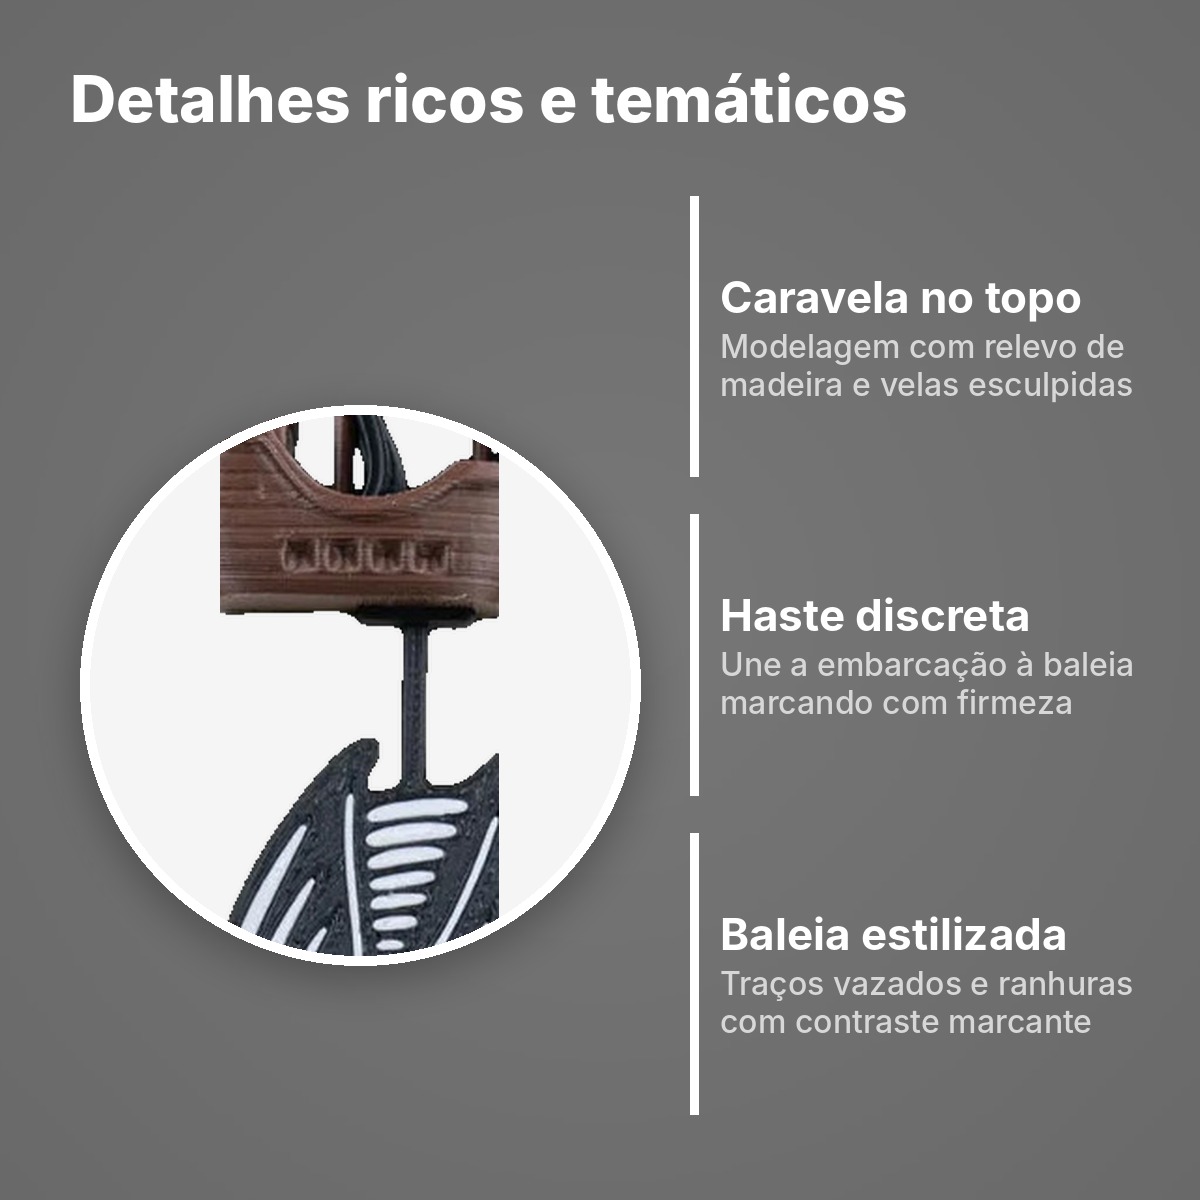 Detalhes ricos e temáticos
Caravela no topo
Modelagem com relevo de
madeira e velas esculpidas
Haste discreta
Une a embarcação à baleia
marcando com firmeza
Baleia estilizada
Traços vazados e ranhuras
com contraste marcante